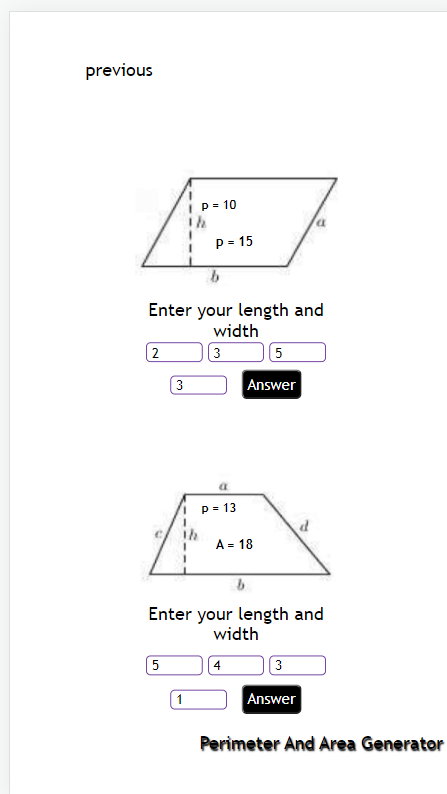 previous
p = 10
h
a
p = 15
b
Enter your length and
width
2 3 5
3 Answer
a
p = 13
c h d
A = 18
b
Enter your length and
width
5 4 3
1 Answer
Perimeter And Area Generator